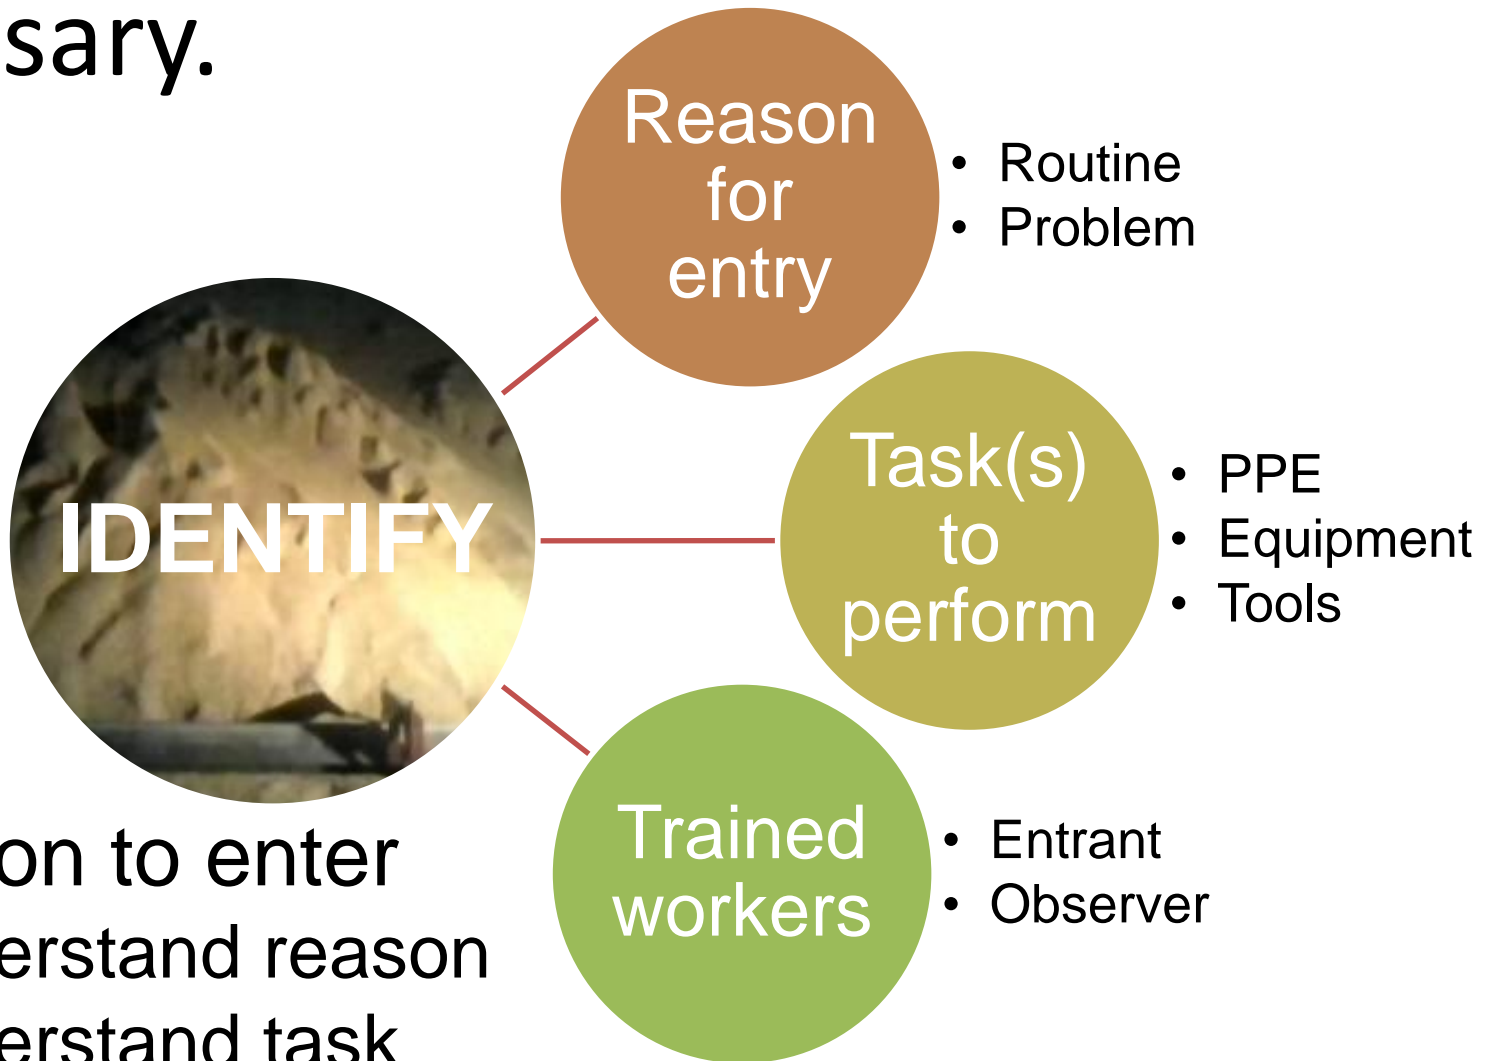 sary.
Reason
for
entry
• Routine
• Problem
IDENTIFY
Task(s)
to
perform
• PPE
• Equipment
• Tools
Trained
workers
• Entrant
• Observer
on to enter
erstand reason
erstand task